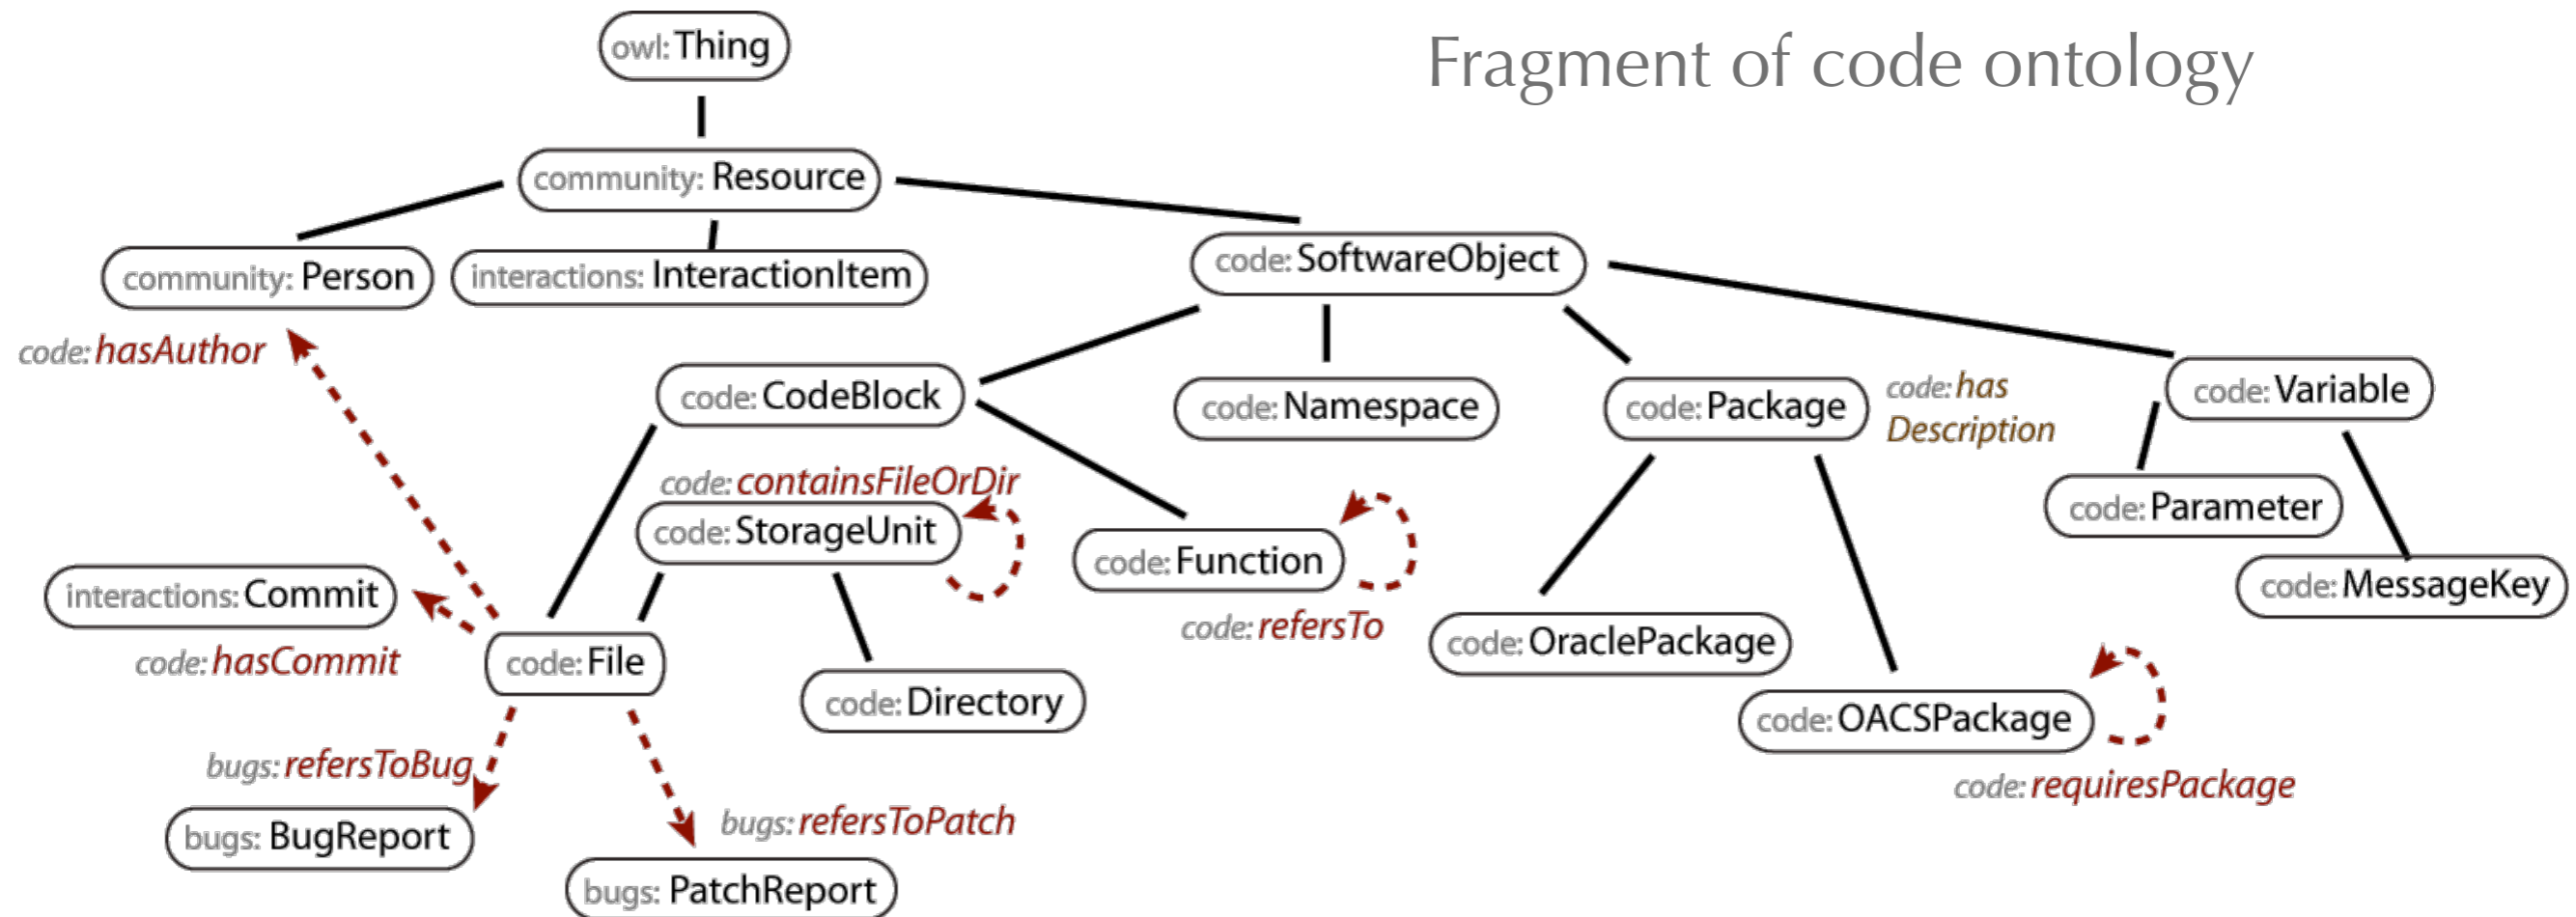 Fragment of code ontology
owl: Thing
community: Resource
community: Person
interactions: InteractionItem
code: SoftwareObject
code: hasAuthor
code: CodeBlock
code: Namespace
code: Package
code: has
Description
code: Variable
code: containsFileOrDir
code: StorageUnit
code: Function
code: Parameter
interactions: Commit
code: refersTo
code: MessageKey
code: hasCommit
code: File
code: OraclePackage
code: Directory
code: OACSPackage
bugs: refersToBug
code: requiresPackage
bugs: BugReport
bugs: refersToPatch
bugs: PatchReport